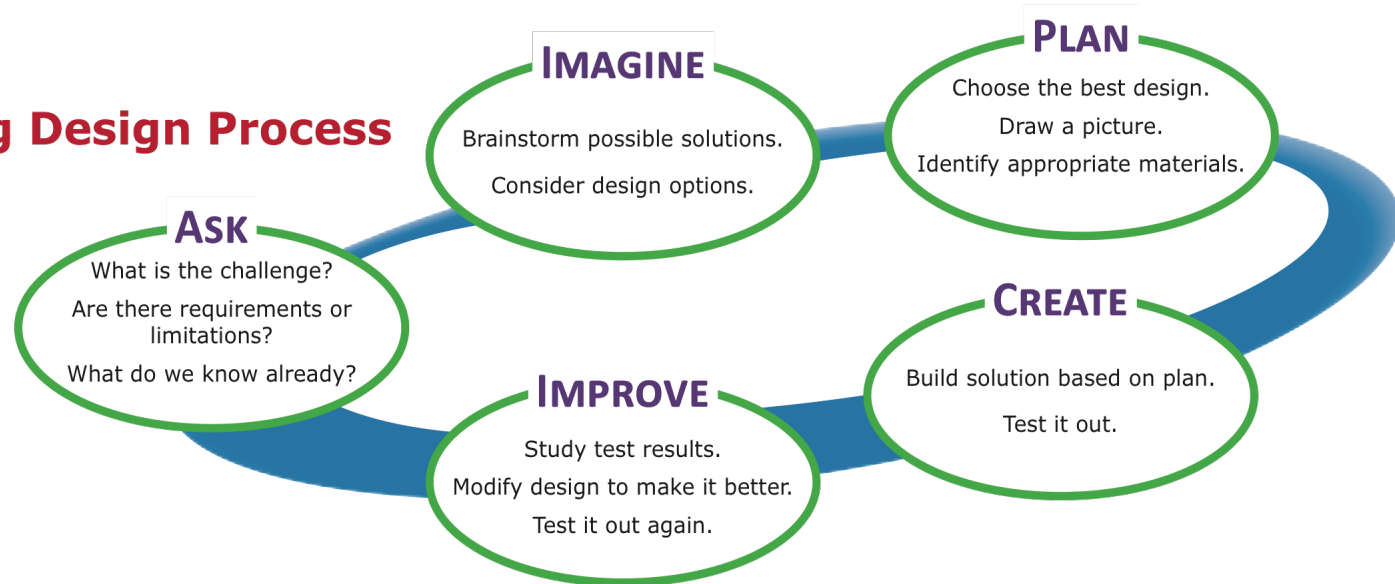 g Design Process
IMAGINE
Brainstorm possible solutions.
Consider design options.
PLAN
Choose the best design.
Draw a picture.
Identify appropriate materials.
ASK
What is the challenge?
Are there requirements or
limitations?
What do we know already?
CREATE
Build solution based on plan.
Test it out.
IMPROVE
Study test results.
Modify design to make it better.
Test it out again.